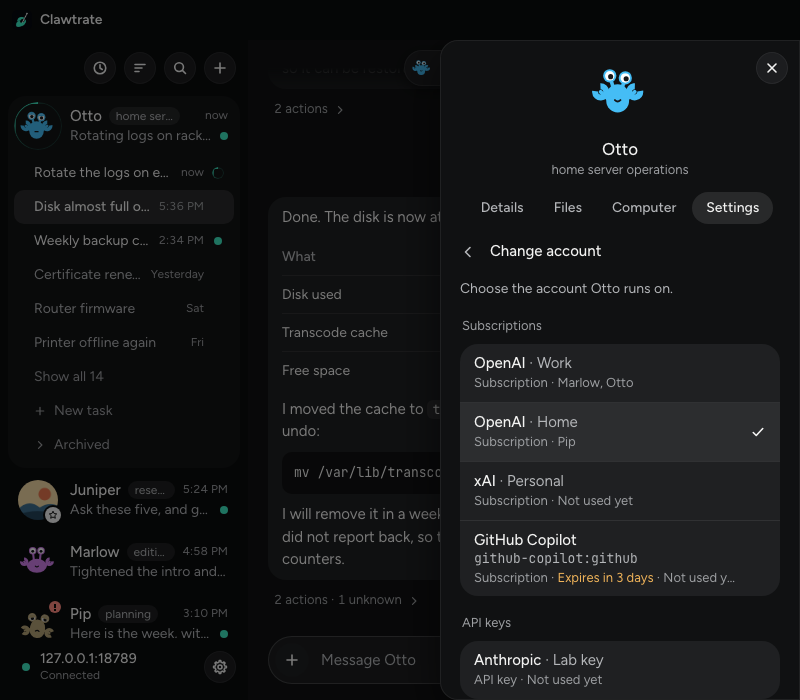 Clawtrate
Otto
home ser...
now
Rotating logs on rack...
Rotate the logs on e...
now
Disk almost full o...
5:36 PM
Weekly backup c...
2:34 PM
Certificate rene...
Yesterday
Router firmware
Sat
Printer offline again
Fri
Show all 14
+ New task
Archived
Juniper
rese...
5:24 PM
Ask these five, and g...
Marlow
editi...
4:58 PM
Tightened the intro and...
Pip
planning
3:10 PM
Here is the week. wit...
127.0.0.1:18789
Connected
2 actions
Done. The disk is now at
What
Disk used
Transcode cache
Free space
I moved the cache to
undo:
mv /var/lib/transco
I will remove it in a week
did not report back, so t
counters.
2 actions · 1 unknown
Message Otto
Otto
home server operations
Details
Files
Computer
Settings
Change account
Choose the account Otto runs on.
Subscriptions
OpenAI · Work
Subscription · Marlow, Otto
OpenAI · Home
Subscription · Pip
xAI · Personal
Subscription · Not used yet
GitHub Copilot
github-copilot:github
Subscription · Expires in 3 days · Not used y...
API keys
Anthropic · Lab key
API key · Not used yet